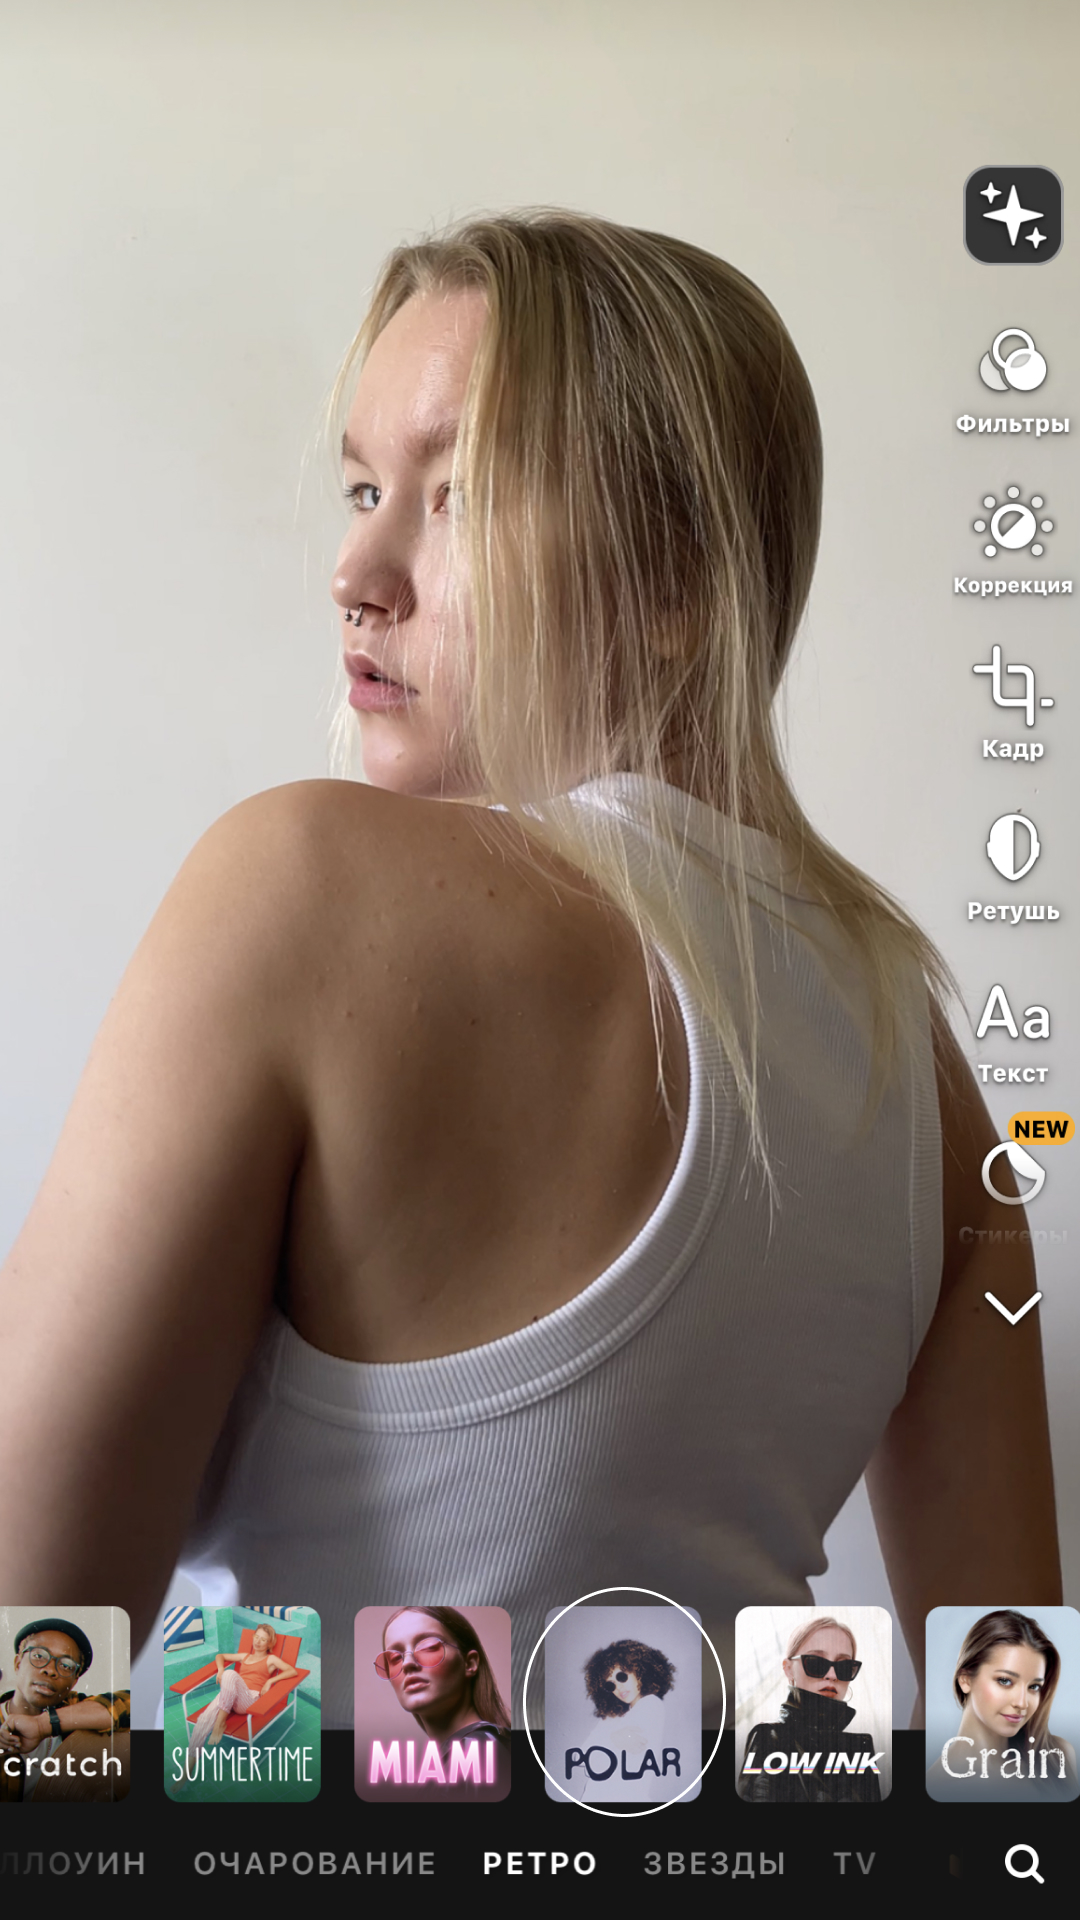 Фильтры
Коррекция
Кадр
Ретушь
Aa
Текст
NEW
Стикеры
cratch
SUMMERTIME
MIAMI
POLAR
LOW INK
Grain
ЛЛОУИН ОЧАРОВАНИЕ РЕТРО ЗВЕЗДЫ TV